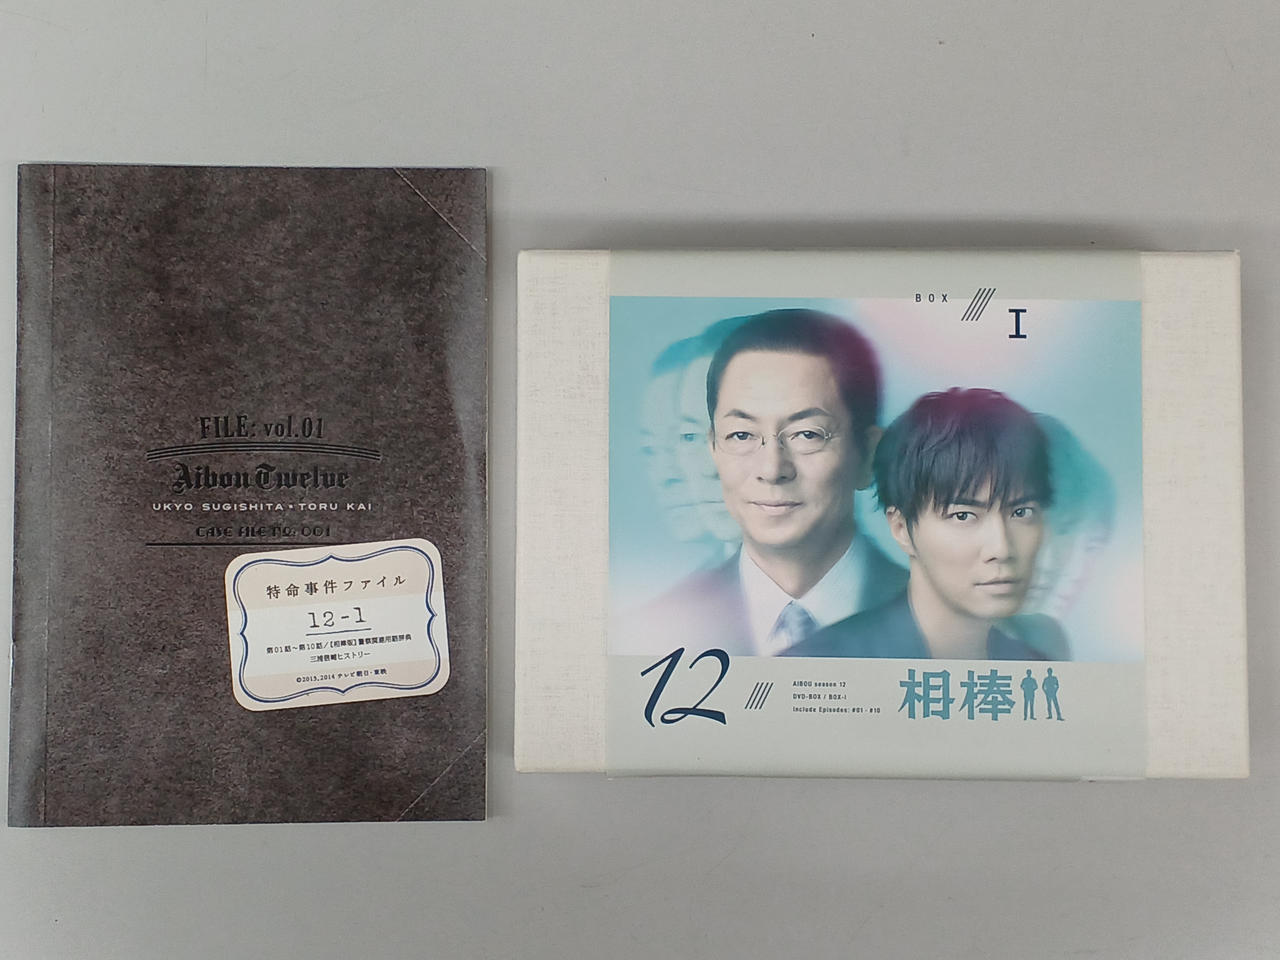 FILE: vol.01
Aibou Twelve
UKYO SUGISHITA・TORU KAI
CASE FILE No: 001
特命事件ファイル
12-1
第01話〜第10話/【相棒版】警察関連用語辞典
三浦信輔ヒストリー
©2013,2014 テレビ朝日・東映
BOX
I
12
AIBOU season 12
DVD-BOX / BOX-I
Include Episodes: #01 - #10
相棒